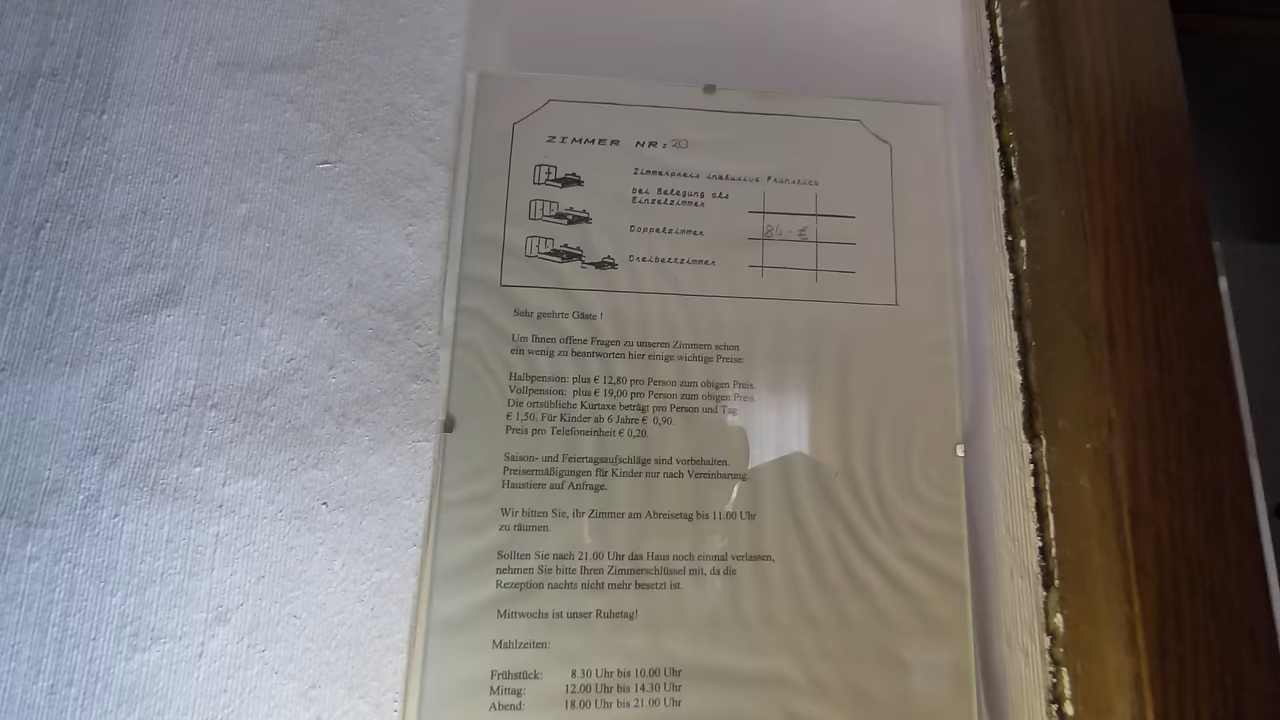 ZIMMER NR: 20
Zimmerpreis inklusive Frühstück
bei Belegung als
Einzelzimmer
Doppelzimmer 84,- €
Dreibettzimmer
Sehr geehrte Gäste !
Um Ihnen offene Fragen zu unseren Zimmern schon
ein wenig zu beantworten hier einige wichtige Preise:
Halbpension: plus € 12,80 pro Person zum obigen Preis.
Vollpension: plus € 19,00 pro Person zum obigen Preis.
Die ortsübliche Kurtaxe beträgt pro Person und Tag
€ 1,50. Für Kinder ab 6 Jahre € 0,90.
Preis pro Telefoneinheit € 0,20.
Saison- und Feiertagsaufschläge sind vorbehalten.
Preisermäßigungen für Kinder nur nach Vereinbarung.
Haustiere auf Anfrage.
Wir bitten Sie, ihr Zimmer am Abreisetag bis 11.00 Uhr
zu räumen.
Sollten Sie nach 21.00 Uhr das Haus noch einmal verlassen,
nehmen Sie bitte Ihren Zimmerschlüssel mit, da die
Rezeption nachts nicht mehr besetzt ist.
Mittwochs ist unser Ruhetag!
Mahlzeiten:
Frühstück: 8.30 Uhr bis 10.00 Uhr
Mittag: 12.00 Uhr bis 14.30 Uhr
Abend: 18.00 Uhr bis 21.00 Uhr